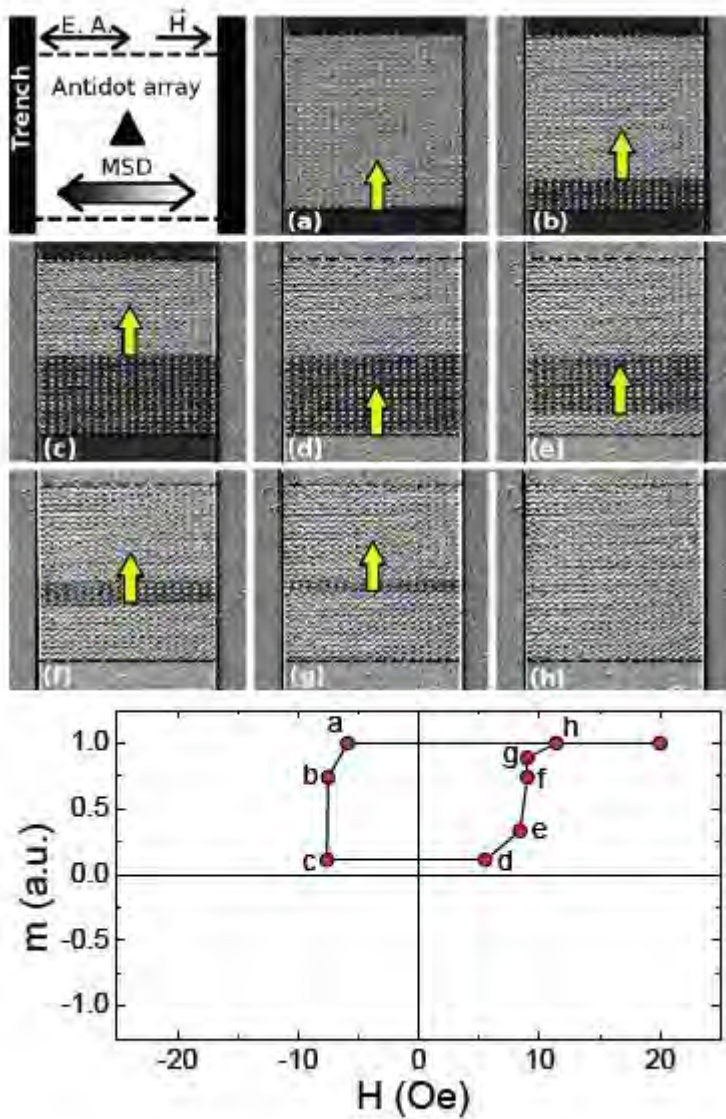 E. A.
H
Trench
Antidot array
MSD
(a)
(b)
(c)
(d)
(e)
(f)
(g)
(h)
m (a.u.)
1.0
0.5
0.0
-0.5
-1.0
a
b
c
d
e
f
g
h
-20
-10
0
10
20
H (Oe)